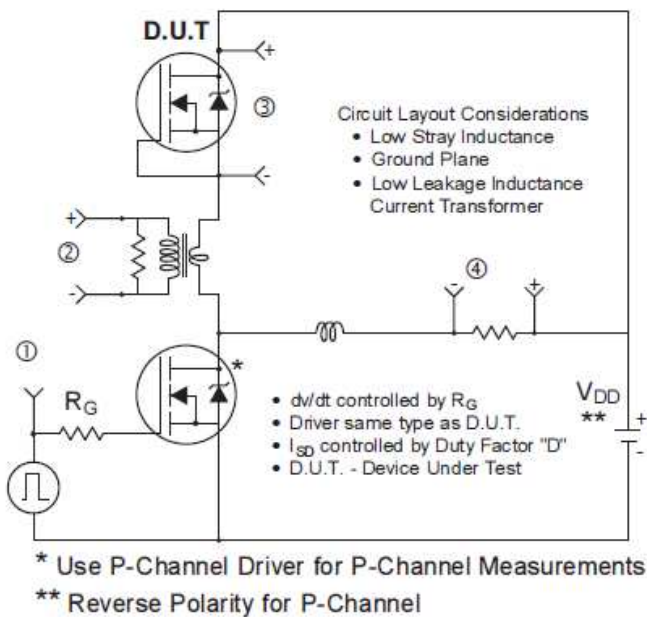 D.U.T
+
③
-
Circuit Layout Considerations
• Low Stray Inductance
• Ground Plane
• Low Leakage Inductance
Current Transformer
+
②
-
④
-
+
①
RG
*
VDD
**
+
-
• dv/dt controlled by RG
• Driver same type as D.U.T.
• ISD controlled by Duty Factor "D"
• D.U.T. - Device Under Test
* Use P-Channel Driver for P-Channel Measurements
** Reverse Polarity for P-Channel